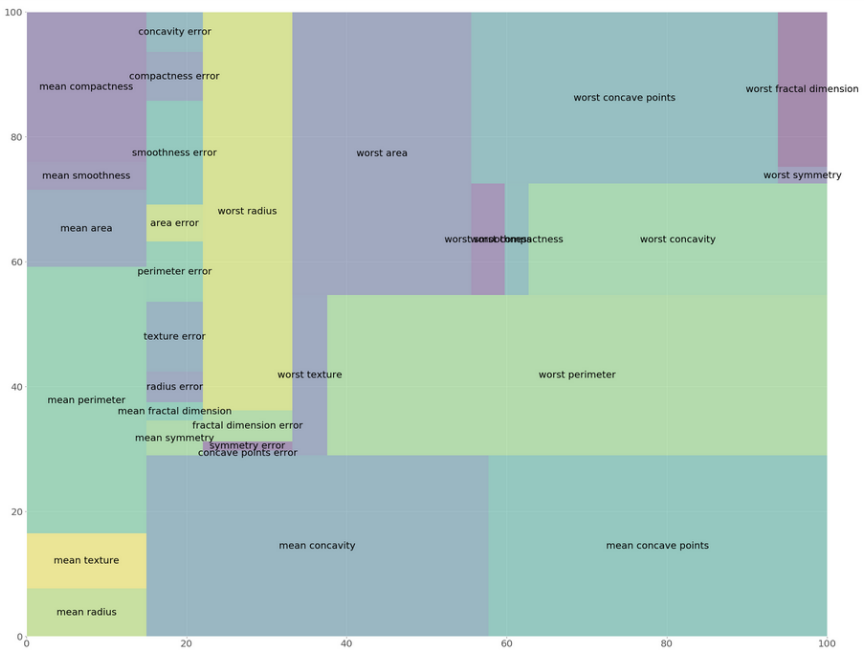 100
80
60
40
20
0
0
20
40
60
80
100
concavity error
compactness error
mean compactness
smoothness error
mean smoothness
mean area
area error
perimeter error
texture error
radius error
mean perimeter
mean fractal dimension
mean symmetry
fractal dimension error
symmetry error
concave points error
mean texture
mean radius
worst radius
worst area
worst concave points
worst fractal dimension
worst symmetry
worst concavity
worst texture
worst perimeter
mean concavity
mean concave points